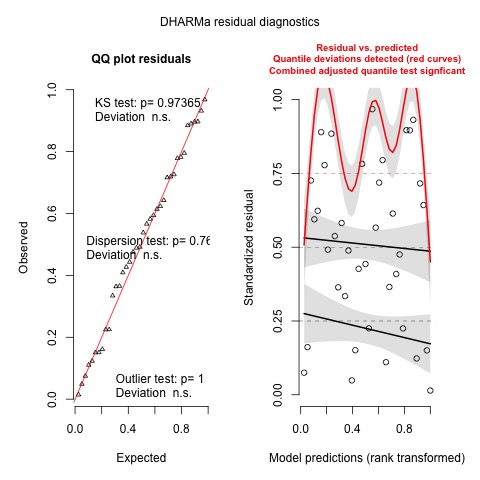 DHARMa residual diagnostics
QQ plot residuals
KS test: p= 0.97365
Deviation n.s.
Dispersion test: p= 0.76
Deviation n.s.
Outlier test: p= 1
Deviation n.s.
Observed
0.0 0.2 0.4 0.6 0.8 1.0
0.0 0.4 0.8
Expected
Residual vs. predicted
Quantile deviations detected (red curves)
Combined adjusted quantile test signficant
Standardized residual
0.00 0.25 0.50 0.75 1.00
0.0 0.4 0.8
Model predictions (rank transformed)